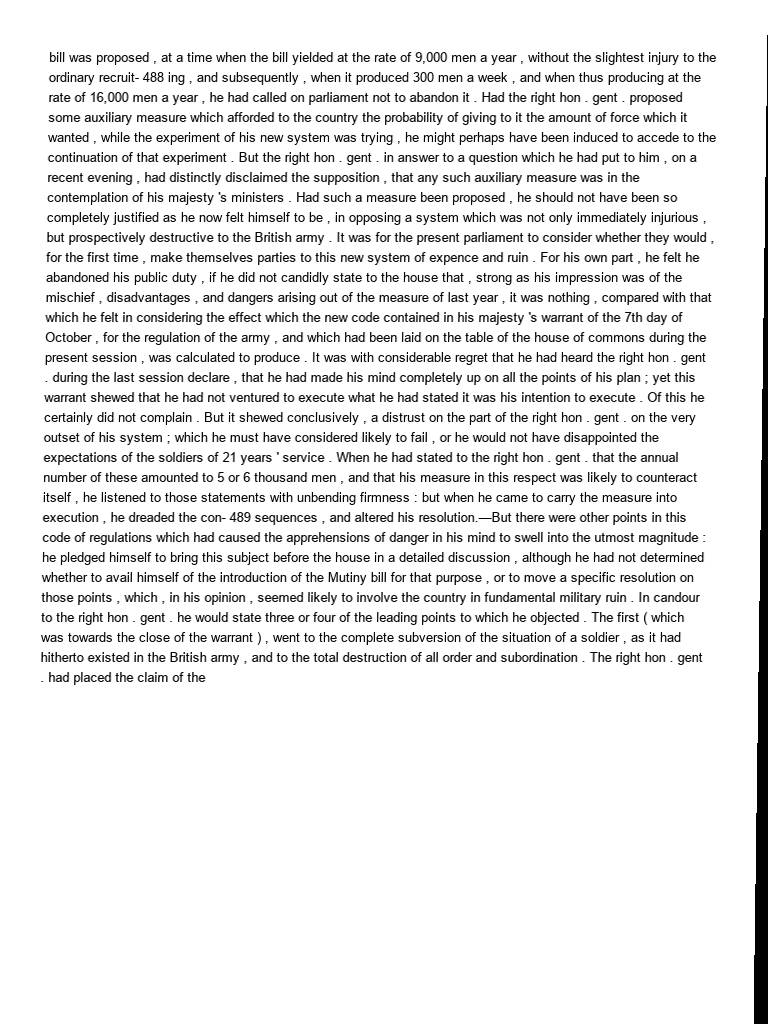 bill was proposed , at a time when the bill yielded at the rate of 9,000 men a year , without the slightest injury to the
ordinary recruit- 488 ing , and subsequently , when it produced 300 men a week , and when thus producing at the
rate of 16,000 men a year , he had called on parliament not to abandon it . Had the right hon . gent . proposed
some auxiliary measure which afforded to the country the probability of giving to it the amount of force which it
wanted , while the experiment of his new system was trying , he might perhaps have been induced to accede to the
continuation of that experiment . But the right hon . gent . in answer to a question which he had put to him , on a
recent evening , had distinctly disclaimed the supposition , that any such auxiliary measure was in the
contemplation of his majesty 's ministers . Had such a measure been proposed , he should not have been so
completely justified as he now felt himself to be , in opposing a system which was not only immediately injurious ,
but prospectively destructive to the British army . It was for the present parliament to consider whether they would ,
for the first time , make themselves parties to this new system of expence and ruin . For his own part , he felt he
abandoned his public duty , if he did not candidly state to the house that , strong as his impression was of the
mischief , disadvantages , and dangers arising out of the measure of last year , it was nothing , compared with that
which he felt in considering the effect which the new code contained in his majesty 's warrant of the 7th day of
October , for the regulation of the army , and which had been laid on the table of the house of commons during the
present session , was calculated to produce . It was with considerable regret that he had heard the right hon . gent
. during the last session declare , that he had made his mind completely up on all the points of his plan ; yet this
warrant shewed that he had not ventured to execute what he had stated it was his intention to execute . Of this he
certainly did not complain . But it shewed conclusively , a distrust on the part of the right hon . gent . on the very
outset of his system ; which he must have considered likely to fail , or he would not have disappointed the
expectations of the soldiers of 21 years ' service . When he had stated to the right hon . gent . that the annual
number of these amounted to 5 or 6 thousand men , and that his measure in this respect was likely to counteract
itself , he listened to those statements with unbending firmness : but when he came to carry the measure into
execution , he dreaded the con- 489 sequences , and altered his resolution.—But there were other points in this
code of regulations which had caused the apprehensions of danger in his mind to swell into the utmost magnitude :
he pledged himself to bring this subject before the house in a detailed discussion , although he had not determined
whether to avail himself of the introduction of the Mutiny bill for that purpose , or to move a specific resolution on
those points , which , in his opinion , seemed likely to involve the country in fundamental military ruin . In candour
to the right hon . gent . he would state three or four of the leading points to which he objected . The first ( which
was towards the close of the warrant ) , went to the complete subversion of the situation of a soldier , as it had
hitherto existed in the British army , and to the total destruction of all order and subordination . The right hon . gent
. had placed the claim of the